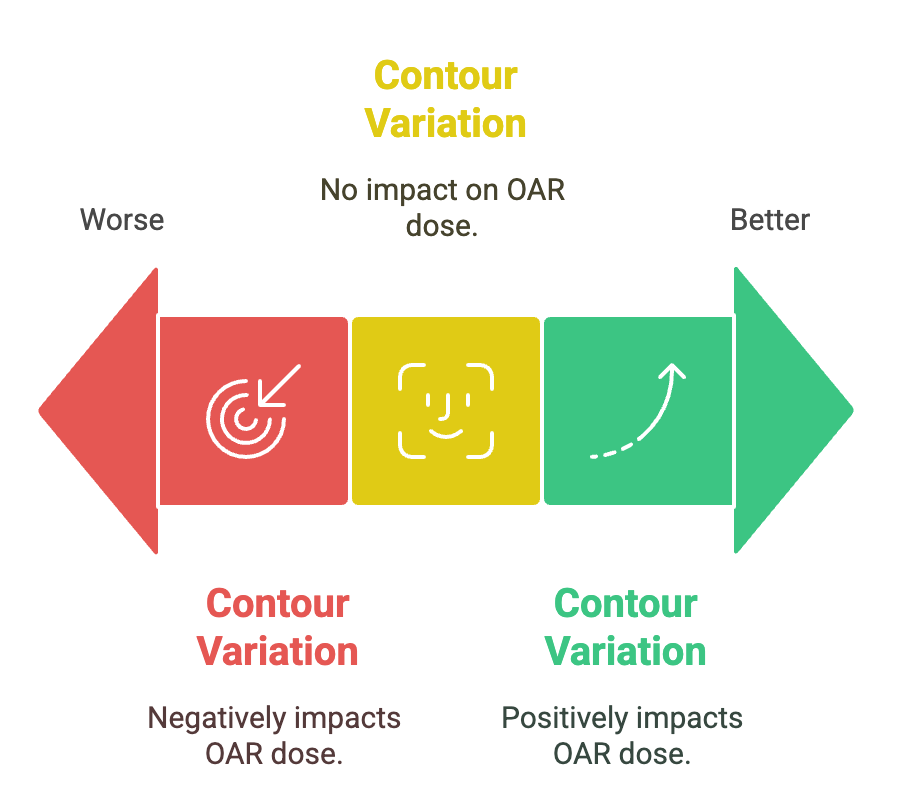 Contour
Variation
No impact on OAR
dose.
Worse
Better
Contour
Variation
Negatively impacts
OAR dose.
Contour
Variation
Positively impacts
OAR dose.